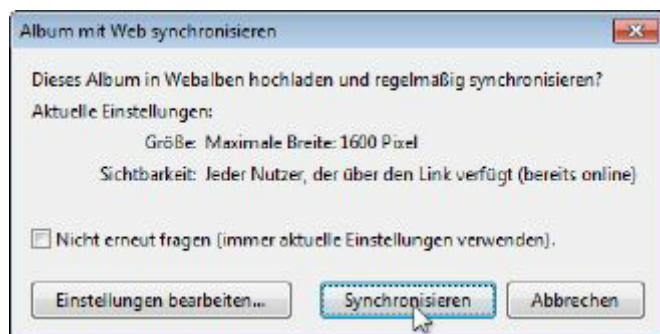 Album mit Web synchronisieren
Dieses Album in Webalben hochladen und regelmäßig synchronisieren?
Aktuelle Einstellungen:
Größe: Maximale Breite: 1600 Pixel
Sichtbarkeit: Jeder Nutzer, der über den Link verfügt (bereits online)
Nicht erneut fragen (immer aktuelle Einstellungen verwenden).
Einstellungen bearbeiten... Synchronisieren Abbrechen